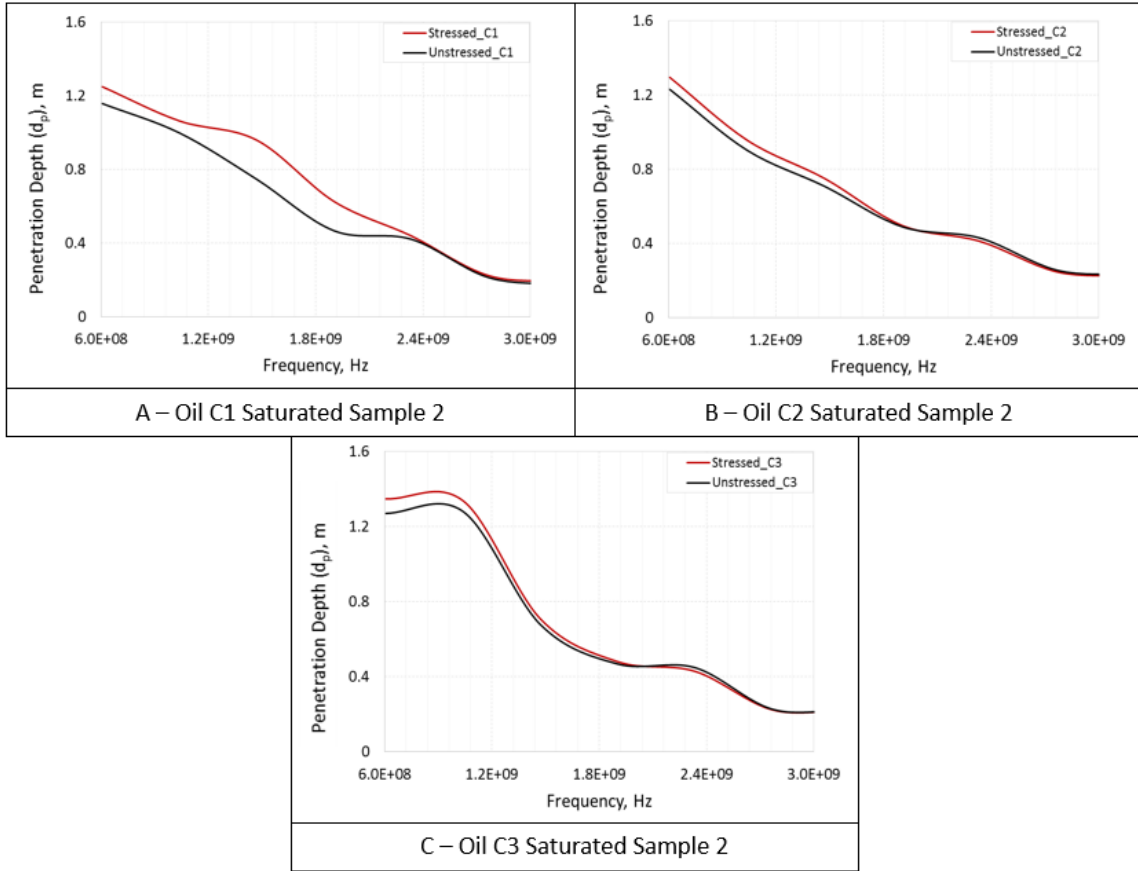 1.6
1.2
0.8
0.4
0
Penetration Depth (dₚ), m
Stressed_C1
Unstressed_C1
6.0E+08 1.2E+09 1.8E+09 2.4E+09 3.0E+09
Frequency, Hz
A – Oil C1 Saturated Sample 2
1.6
1.2
0.8
0.4
0
Penetration Depth (dₚ), m
Stressed_C2
Unstressed_C2
6.0E+08 1.2E+09 1.8E+09 2.4E+09 3.0E+09
Frequency, Hz
B – Oil C2 Saturated Sample 2
1.6
1.2
0.8
0.4
0
Penetration Depth (dₚ), m
Stressed_C3
Unstressed_C3
6.0E+08 1.2E+09 1.8E+09 2.4E+09 3.0E+09
Frequency, Hz
C – Oil C3 Saturated Sample 2